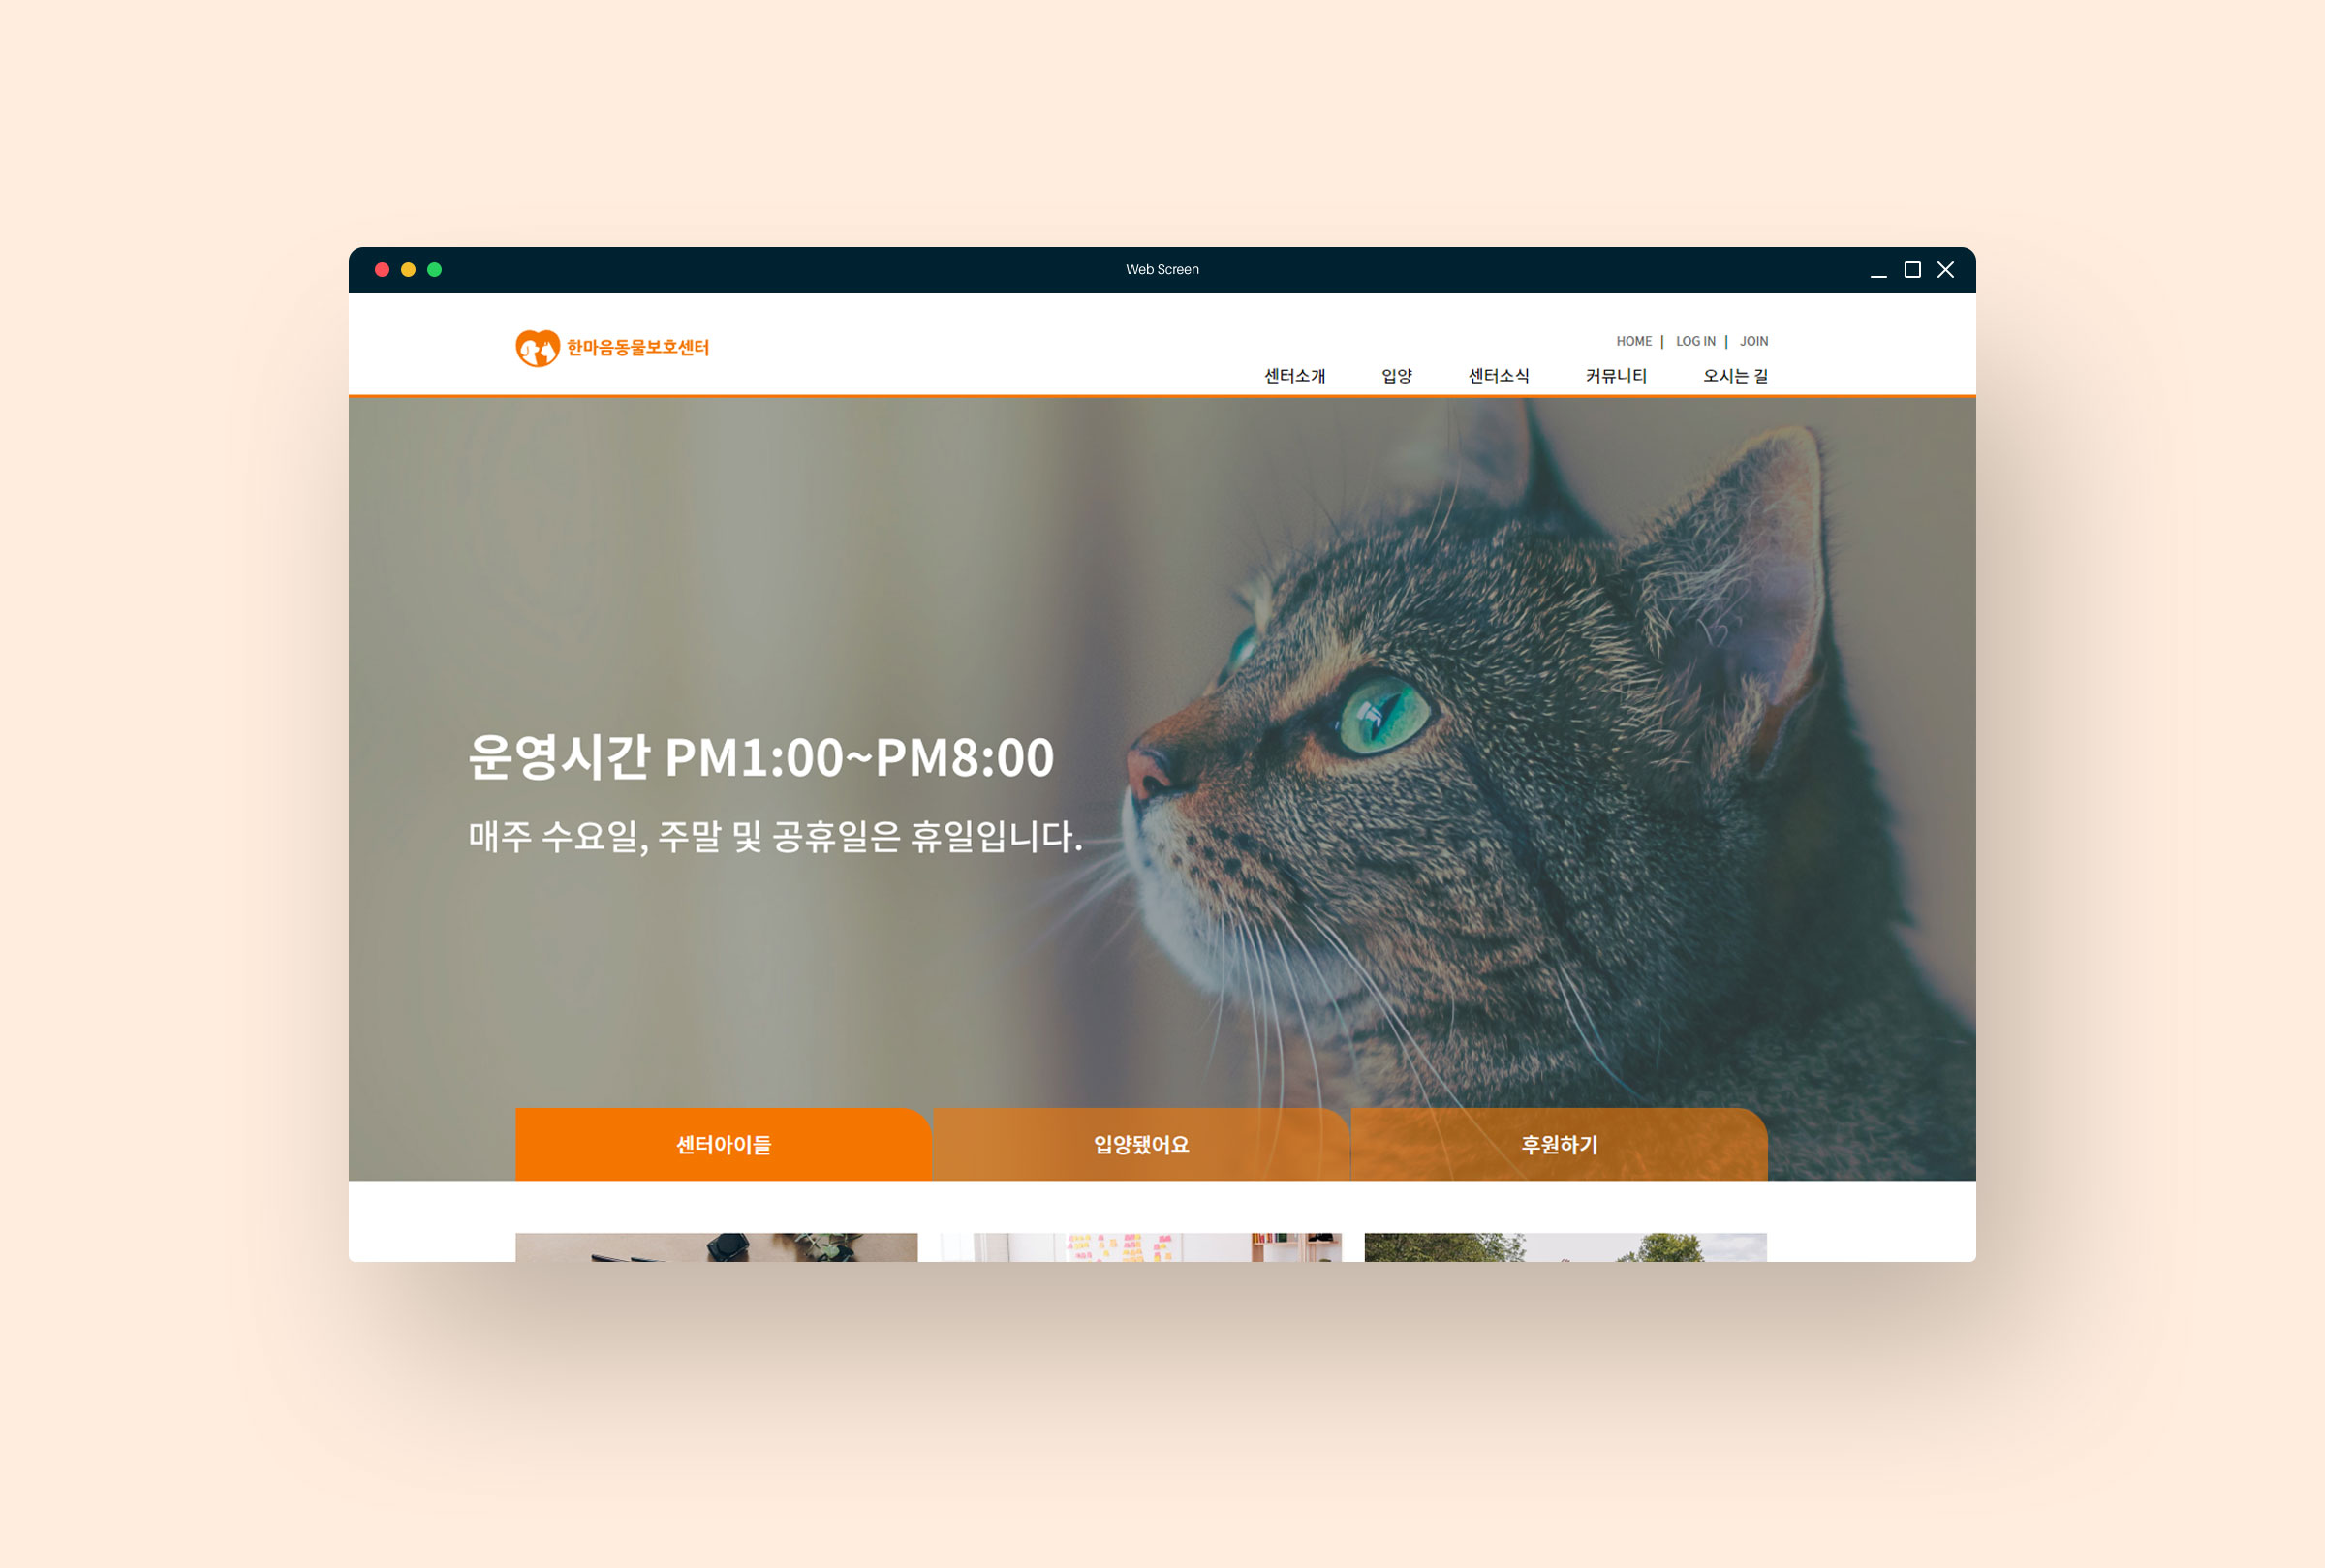 Web Screen
한마음동물보호센터
HOME | LOG IN | JOIN
센터소개 입양 센터소식 커뮤니티 오시는 길
운영시간 PM1:00~PM8:00
매주 수요일, 주말 및 공휴일은 휴일입니다.
센터아이들 입양됐어요 후원하기